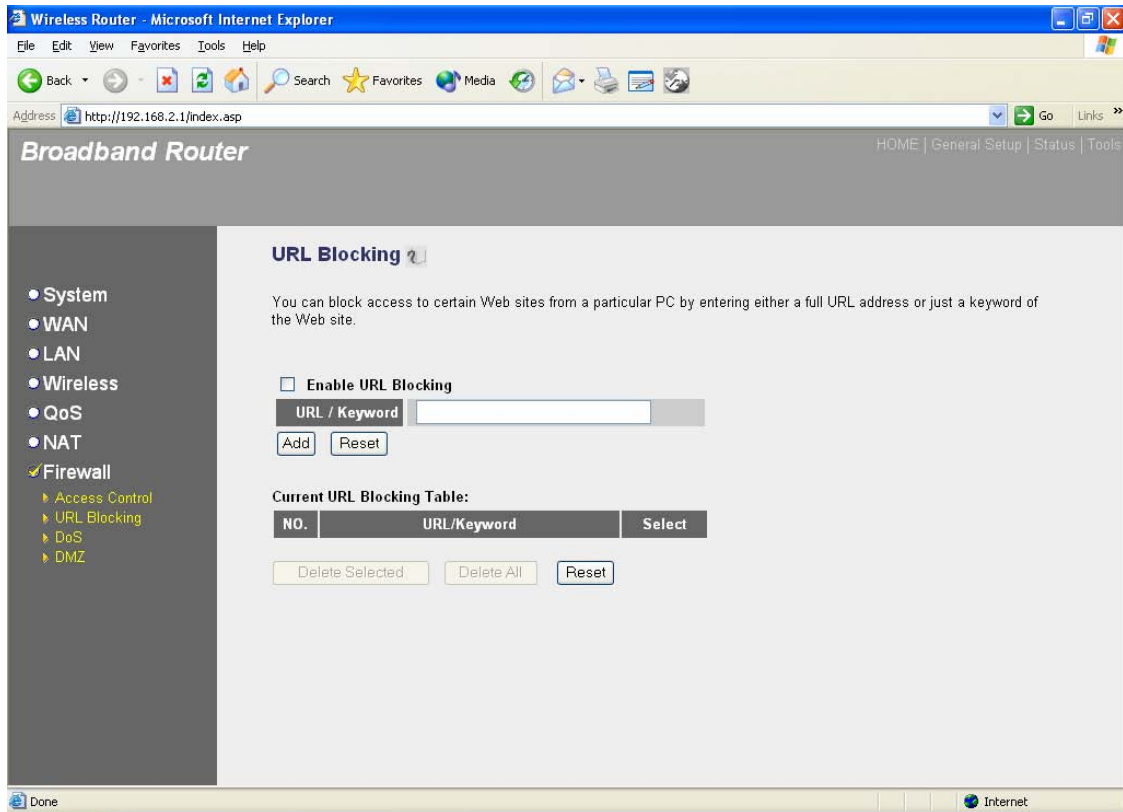 Wireless Router - Microsoft Internet Explorer
File Edit View Favorites Tools Help
Back Search Favorites Media
Address http://192.168.2.1/index.asp Go Links »
Broadband Router
HOME | General Setup | Status | Tools
System
WAN
LAN
Wireless
QoS
NAT
Firewall
Access Control
URL Blocking
DoS
DMZ
URL Blocking
You can block access to certain Web sites from a particular PC by entering either a full URL address or just a keyword of
the Web site.
Enable URL Blocking
URL / Keyword
Add Reset
Current URL Blocking Table:
NO. URL/Keyword Select
Delete Selected Delete All Reset
Done Internet